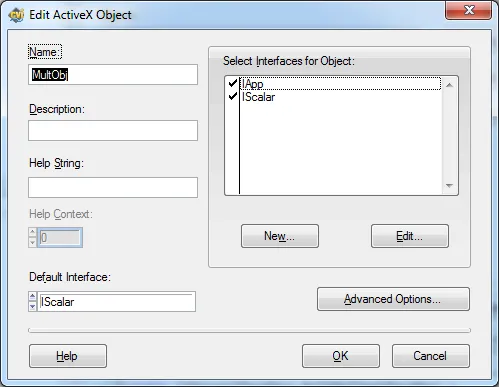 Edit ActiveX Object
Name:
MultObj
Description:
Help String:
Help Context:
0
Default Interface:
IScalar
Select Interfaces for Object:
IApp
IScalar
New...
Edit...
Advanced Options...
Help
OK
Cancel